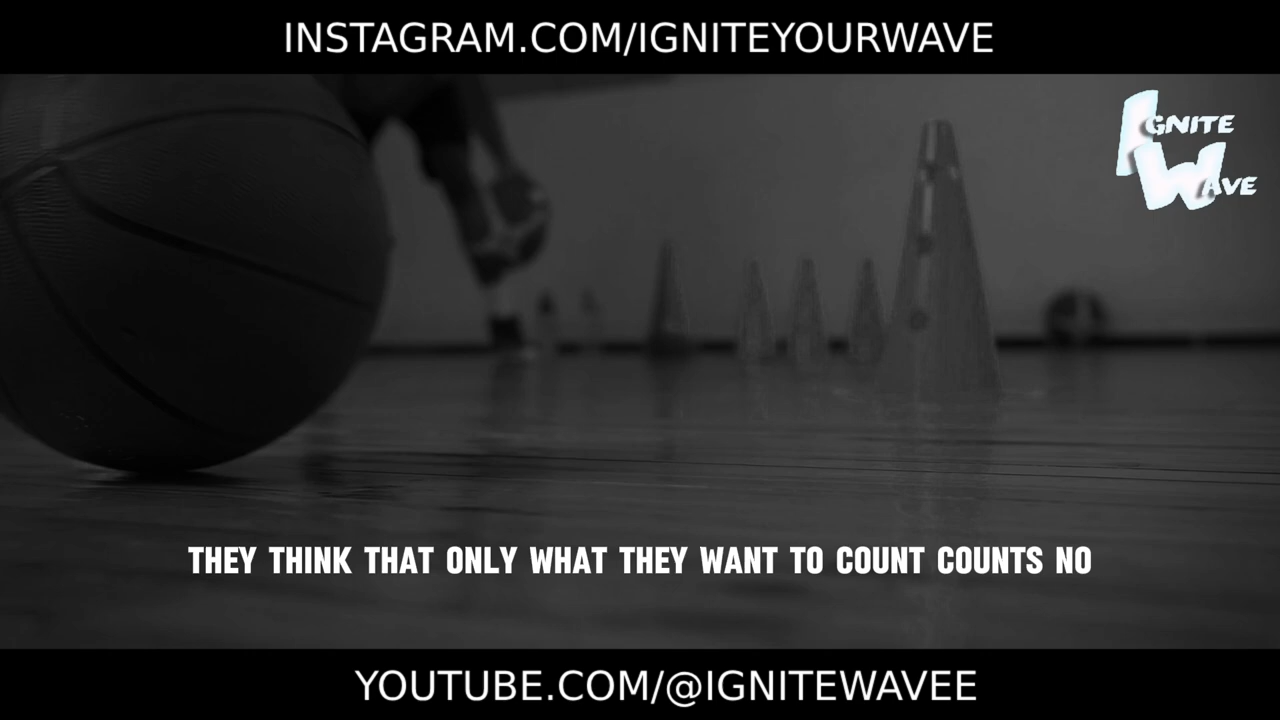 INSTAGRAM.COM/IGNITEYOURWAVE
IGNITE
WAVE
THEY THINK THAT ONLY WHAT THEY WANT TO COUNT COUNTS NO
YOUTUBE.COM/@IGNITEWAVEE